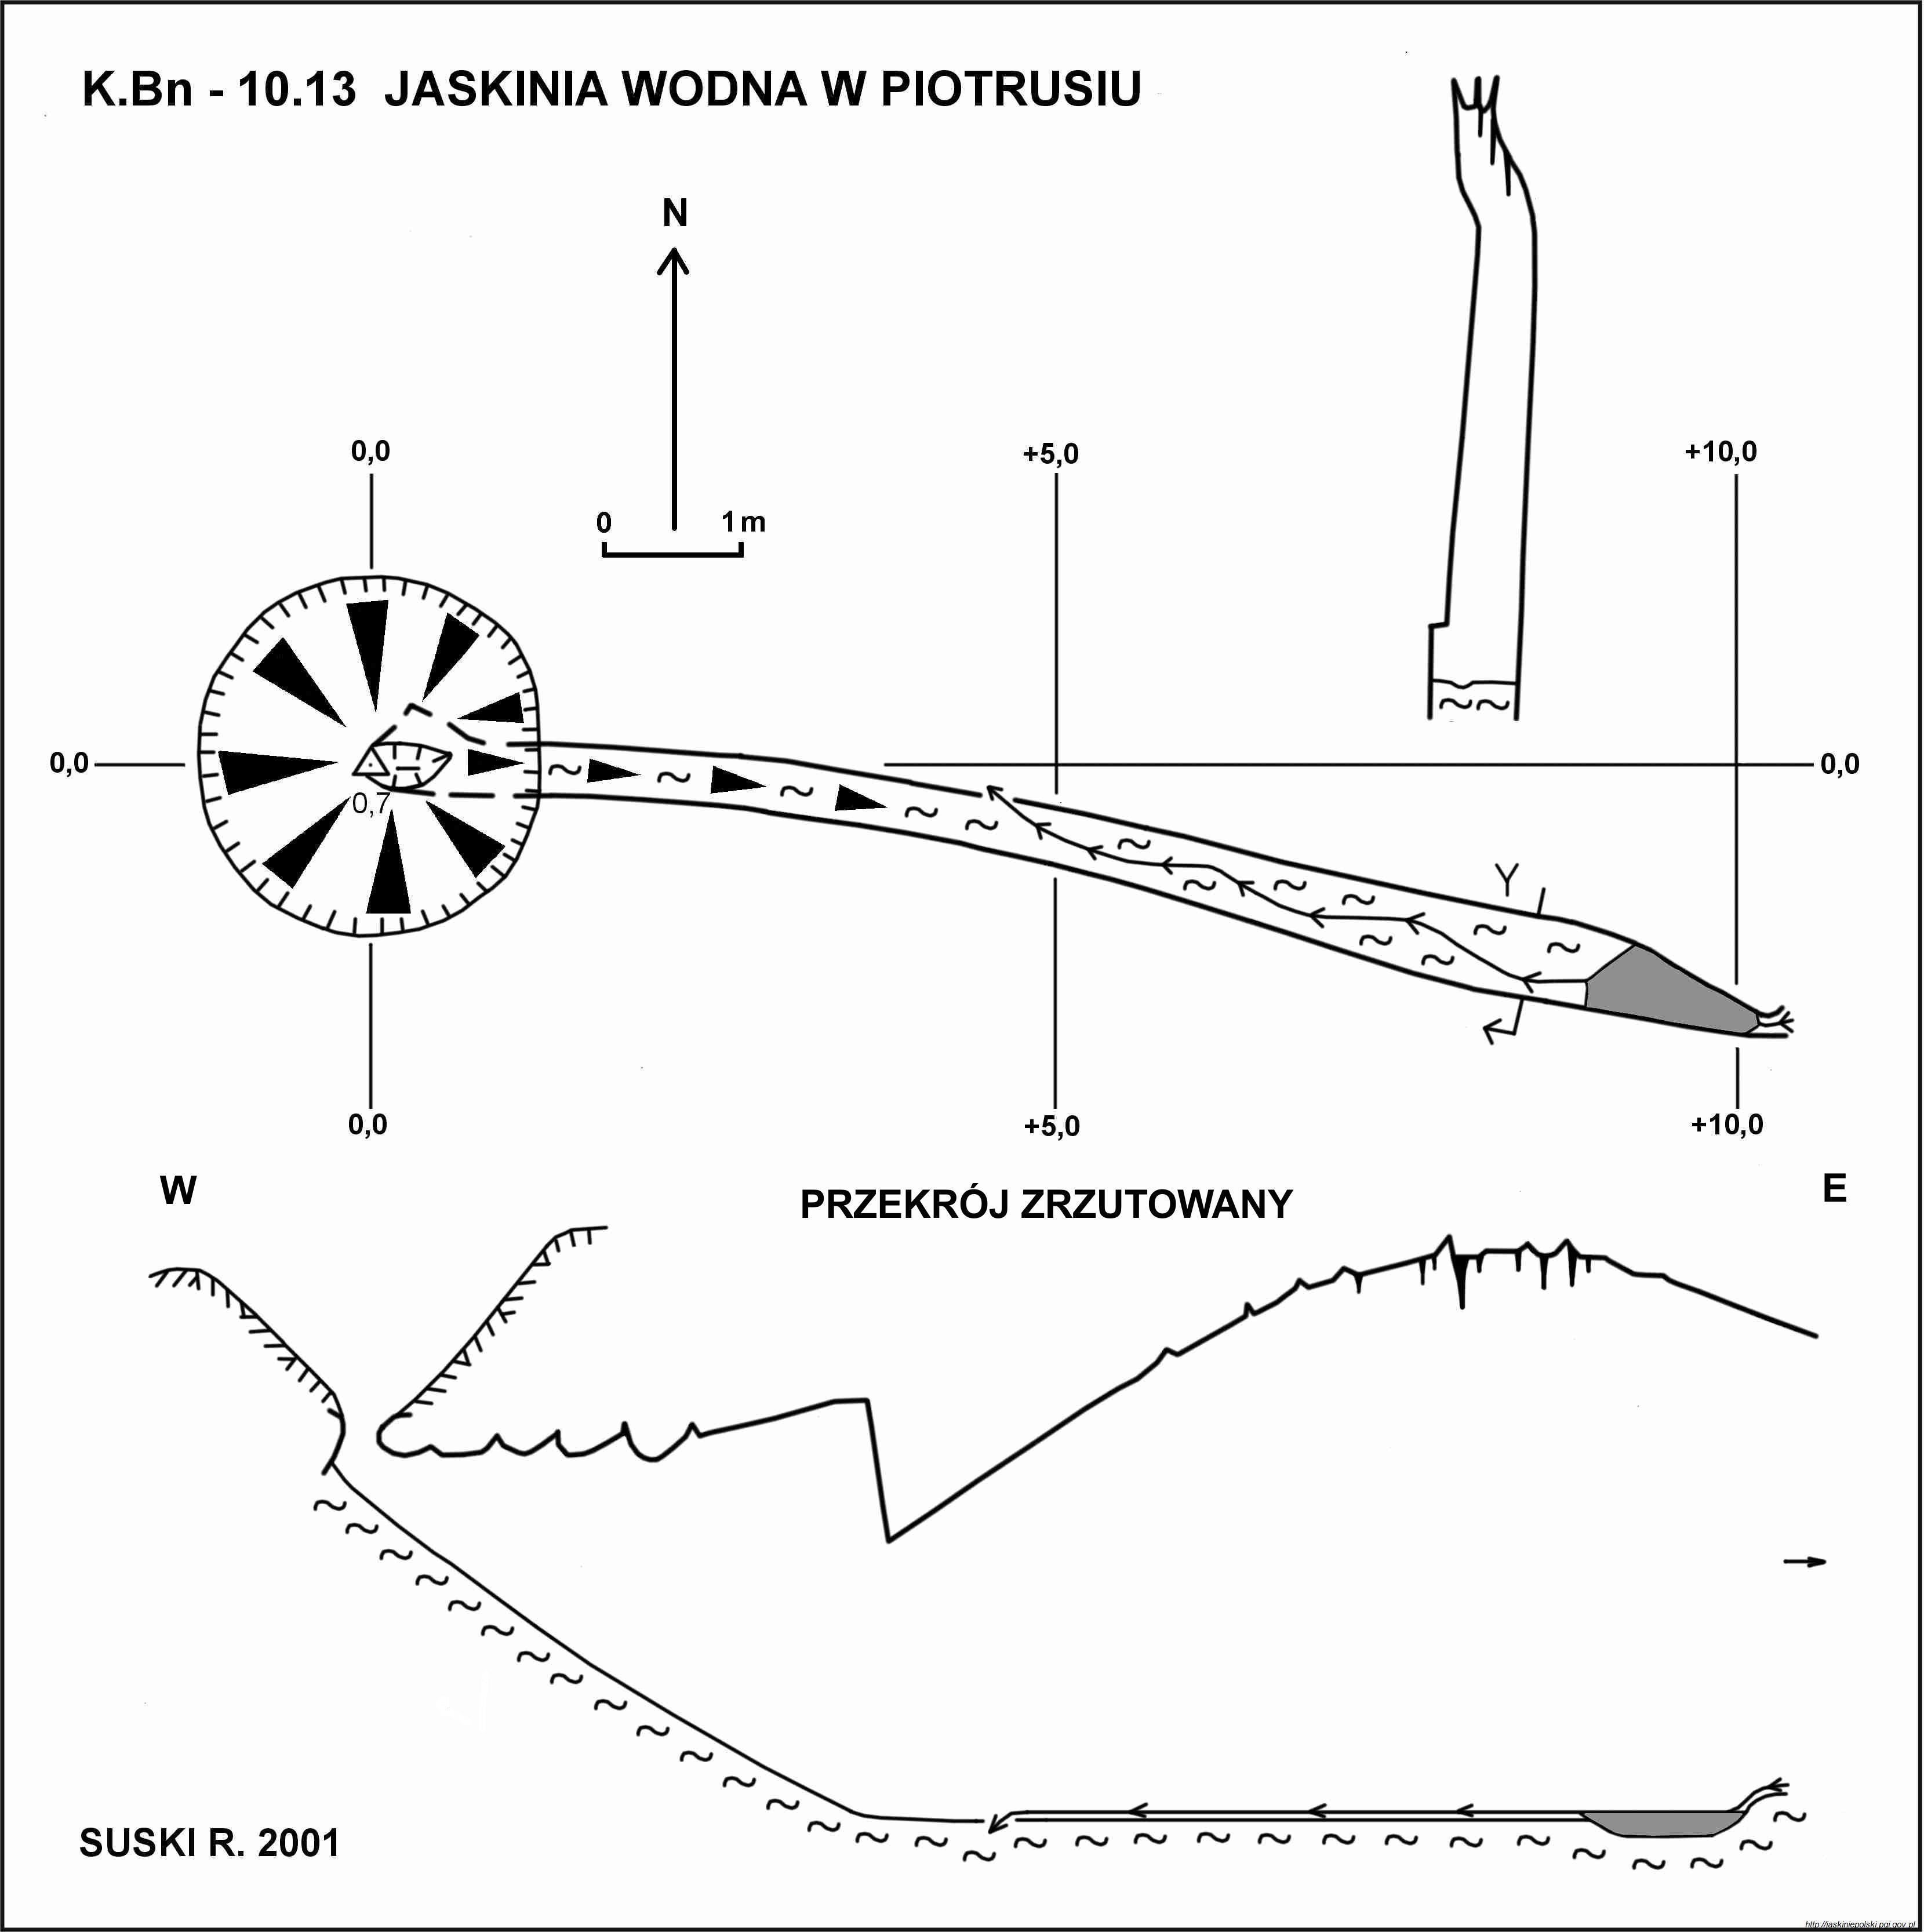 K.Bn - 10.13 JASKINIA WODNA W PIOTRUSIU
N
0,0
+5,0
+10,0
0
1m
0,0
0,0
0,7
Y
0,0
+5,0
+10,0
W
PRZEKRÓJ ZRZUTOWANY
E
SUSKI R. 2001
http://jaskiniepolski.pgi.gov.pl